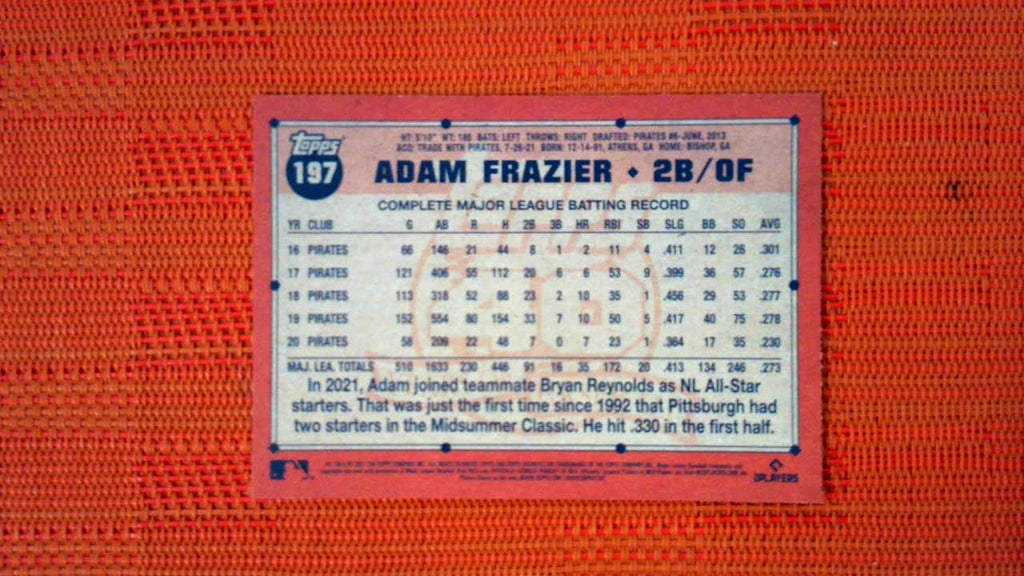 Topps
197
HT: 5'10" WT: 180 BATS: LEFT THROWS: RIGHT DRAFTED: PIRATES #6-JUNE, 2013
ACQ: TRADE WITH PIRATES, 7-26-21 BORN: 12-14-91, ATHENS, GA HOME: BISHOP, GA
ADAM FRAZIER • 2B/OF
COMPLETE MAJOR LEAGUE BATTING RECORD
YR CLUB G AB R H 2B 3B HR RBI SB SLG BB SO AVG
16 PIRATES 66 146 21 44 8 1 2 11 4 .411 12 26 .301
17 PIRATES 121 406 55 112 20 6 6 53 9 .399 36 57 .276
18 PIRATES 113 318 52 88 23 2 10 35 1 .456 29 53 .277
19 PIRATES 152 554 80 154 33 7 10 50 5 .417 40 75 .278
20 PIRATES 58 209 22 48 7 0 7 23 1 .364 17 35 .230
MAJ. LEA. TOTALS 510 1633 230 446 91 16 35 172 20 .413 134 246 .273
In 2021, Adam joined teammate Bryan Reynolds as NL All-Star
starters. That was just the first time since 1992 that Pittsburgh had
two starters in the Midsummer Classic. He hit .330 in the first half.
PLAYERS